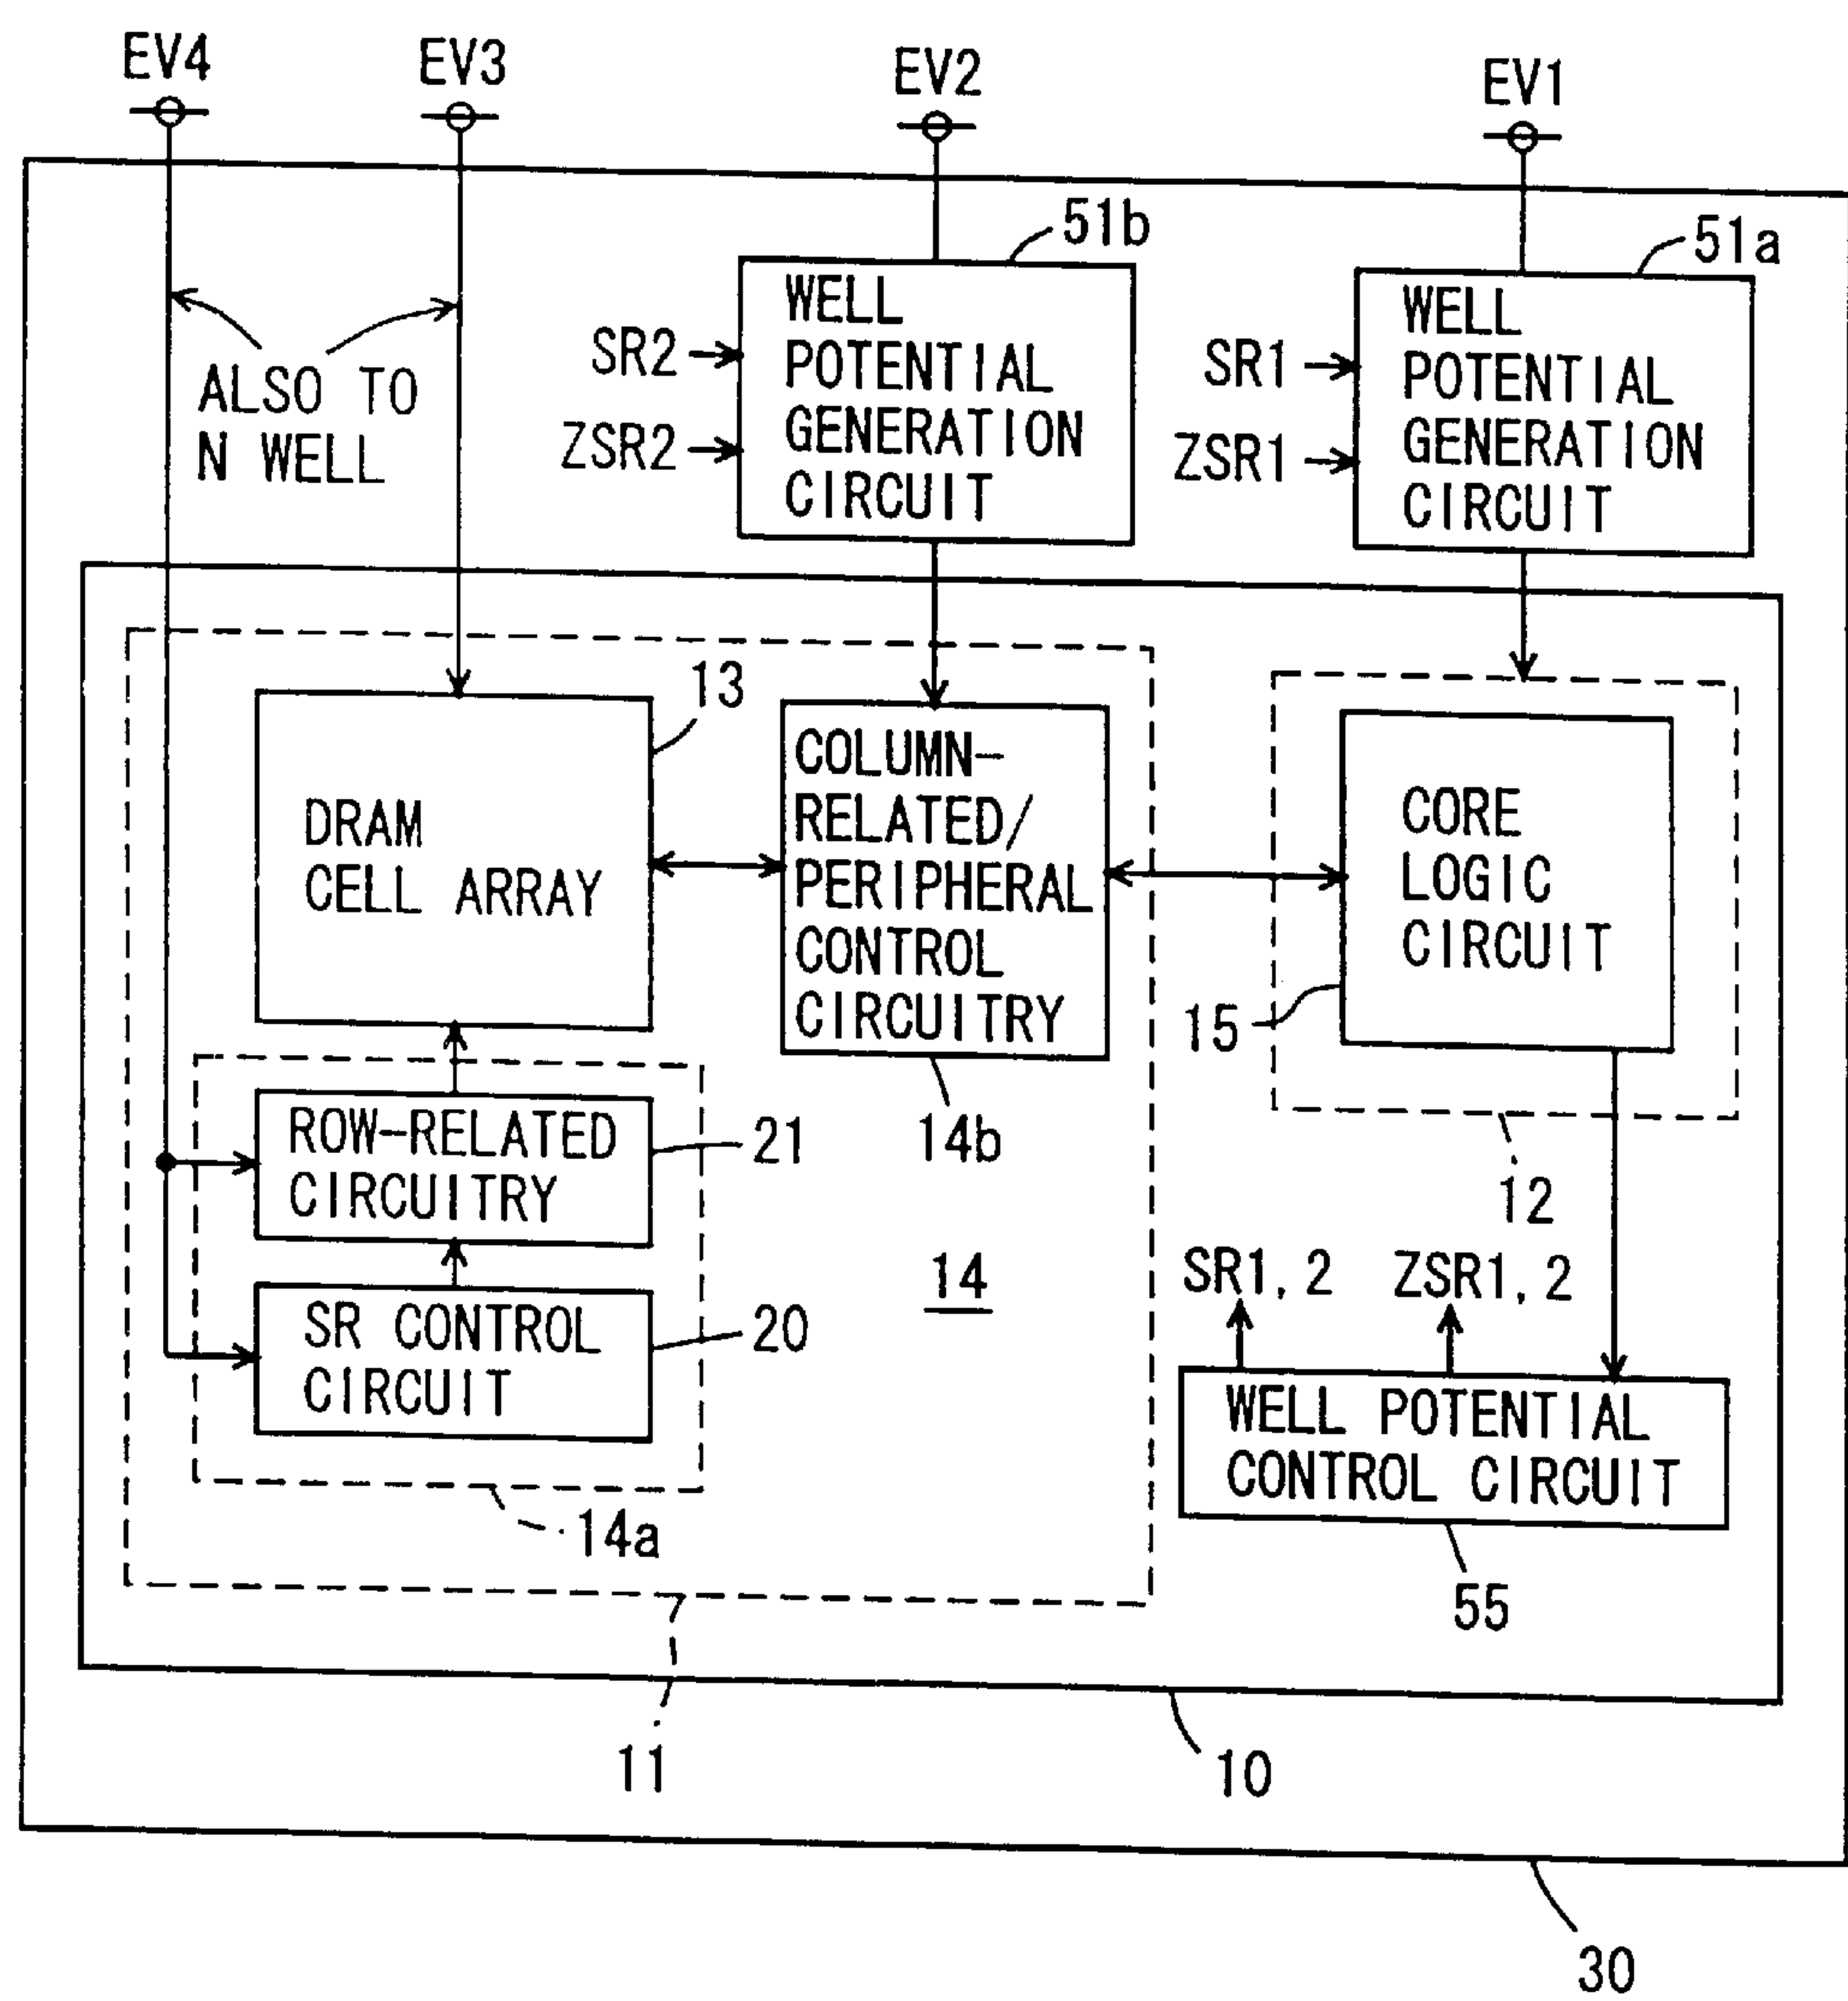 EV4
EV3
EV2
EV1
51b
51a
WELL
POTENTIAL
GENERATION
CIRCUIT
SR2
ZSR2
WELL
POTENTIAL
GENERATION
CIRCUIT
SR1
ZSR1
ALSO TO
N WELL
13
DRAM
CELL ARRAY
COLUMN-
RELATED/
PERIPHERAL
CONTROL
CIRCUITRY
CORE
LOGIC
CIRCUIT
15
14b
12
ROW-RELATED
CIRCUITRY
21
SR CONTROL
CIRCUIT
20
14
SR1,2
ZSR1,2
WELL POTENTIAL
CONTROL CIRCUIT
14a
55
11
10
30